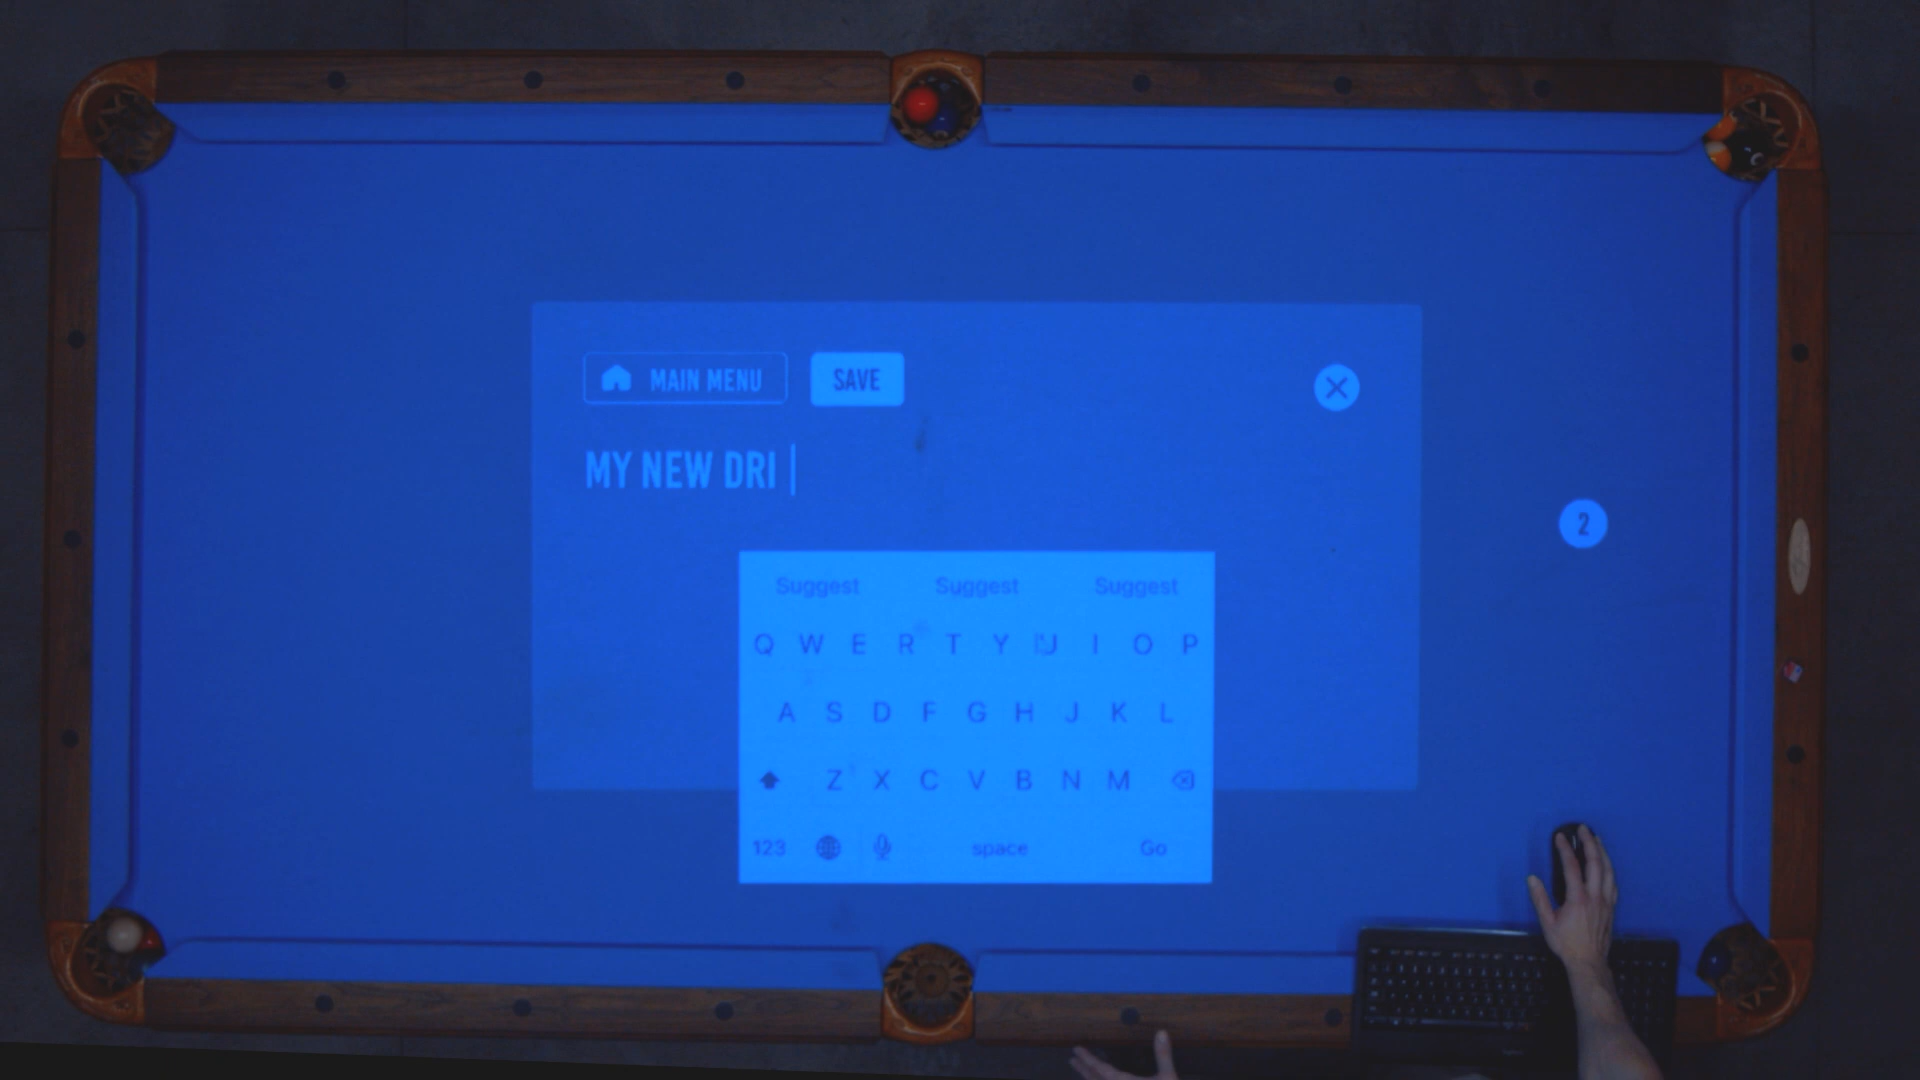 MAIN MENU
SAVE
MY NEW DRI
2
Suggest Suggest Suggest
Q W E R T Y U I O P
A S D F G H J K L
Z X C V B N M
123 space Go